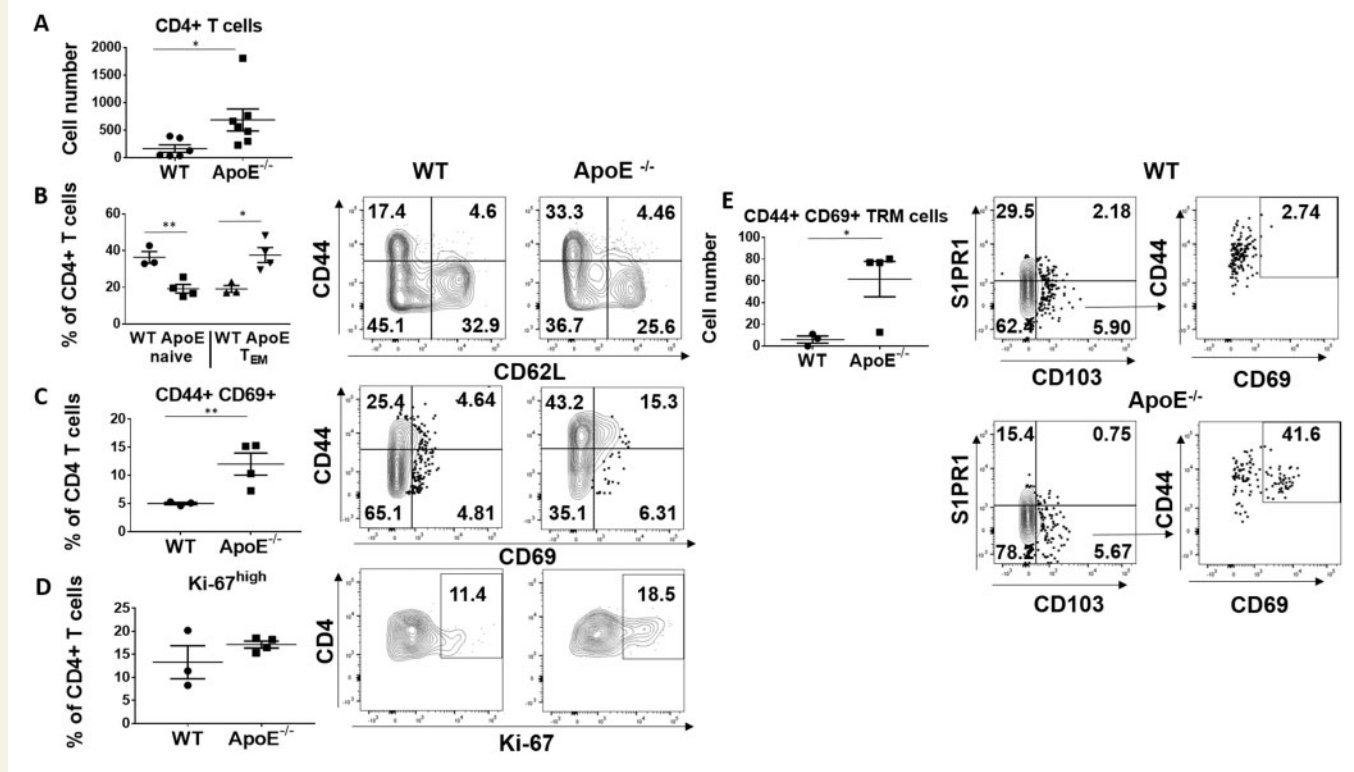 A
CD4+ T cells
*
Cell number
2000
1500
1000
500
0
WT ApoE-/-
B
% of CD4+ T cells
60
40
20
0
** *
WT ApoE WT ApoE
naive TEM
WT ApoE -/-
CD44
17.4 4.6
45.1 32.9
33.3 4.46
36.7 25.6
CD62L
C
CD44+ CD69+
**
% of CD4 T cells
20
15
10
5
0
WT ApoE-/-
CD44
25.4 4.64
65.1 4.81
43.2 15.3
35.1 6.31
CD69
D
Ki-67high
% of CD4+ T cells
25
20
15
10
5
0
WT ApoE-/-
CD4
11.4
18.5
Ki-67
E
CD44+ CD69+ TRM cells
*
Cell number
100
80
60
40
20
0
WT ApoE-/-
WT
S1PR1
29.5 2.18
62.4 5.90
CD103
CD44
2.74
CD69
ApoE-/-
S1PR1
15.4 0.75
78.2 5.67
CD103
CD44
41.6
CD69